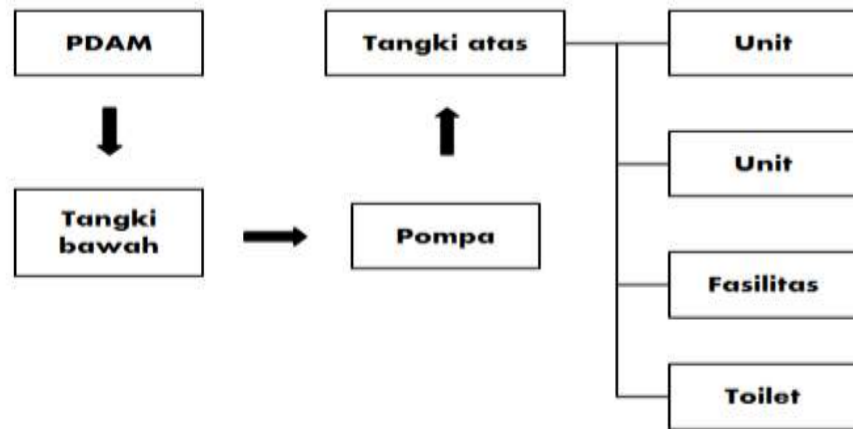 PDAM
Tangki atas
Unit
Unit
Tangki
bawah
Pompa
Fasilitas
Toilet